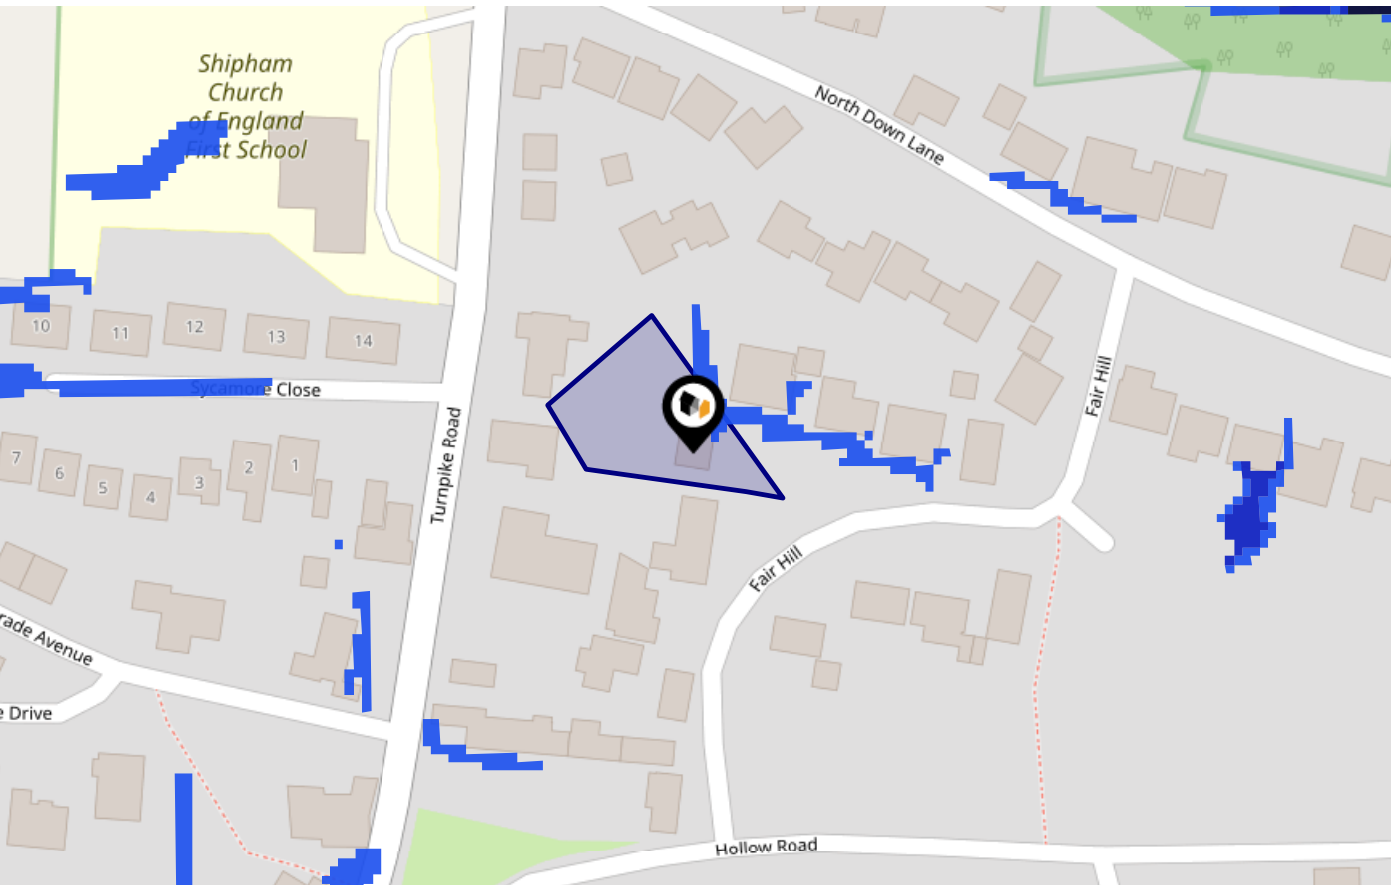 Shipham
Church
of England
First School
North Down Lane
10
11
12
13
14
Sycamore Close
Fair Hill
Turnpike Road
7
6
5
4
3
2
1
Fair Hill
rade Avenue
e Drive
Hollow Road